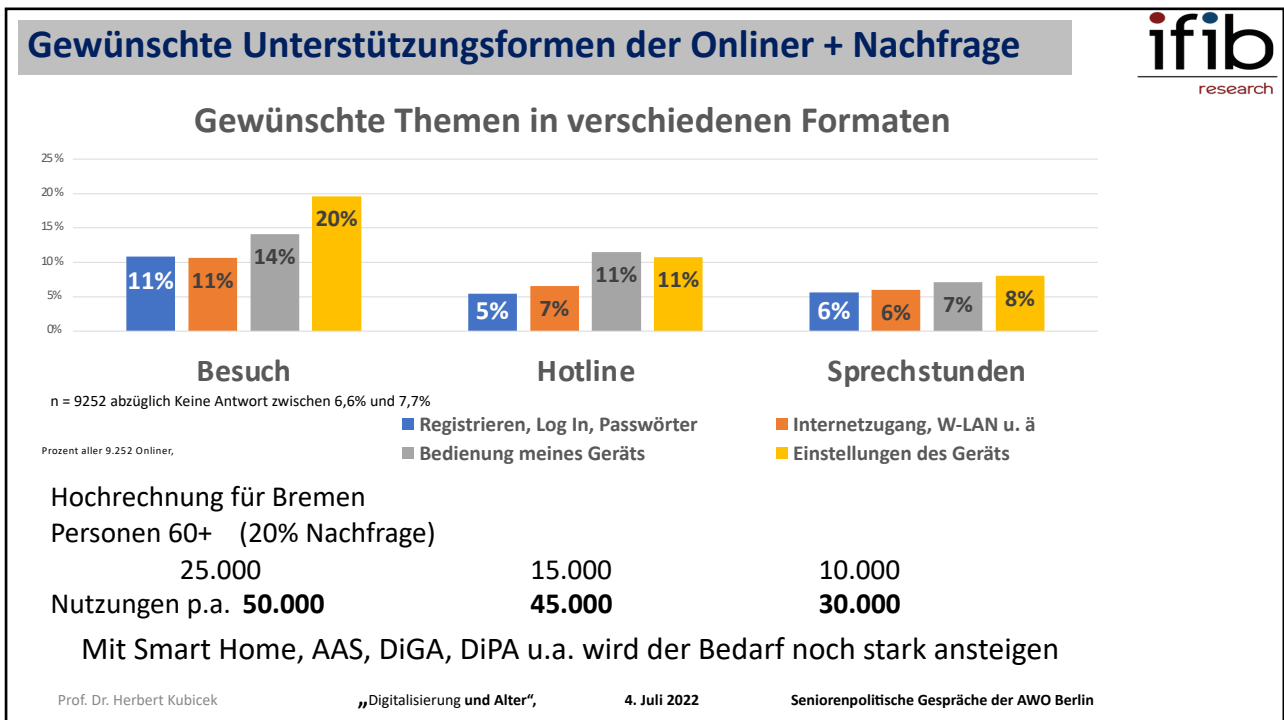 Gewünschte Unterstützungsformen der Onliner + Nachfrage
ifib
research
Gewünschte Themen in verschiedenen Formaten
25%
20%
15%
10%
5%
0%
11% 11% 14% 20%
5% 7% 11% 11%
6% 6% 7% 8%
Besuch Hotline Sprechstunden
n = 9252 abzüglich Keine Antwort zwischen 6,6% und 7,7%
Registrieren, Log In, Passwörter Internetzugang, W-LAN u. ä
Prozent aller 9.252 Onliner,
Bedienung meines Geräts Einstellungen des Geräts
Hochrechnung für Bremen
Personen 60+ (20% Nachfrage)
25.000 15.000 10.000
Nutzungen p.a. 50.000 45.000 30.000
Mit Smart Home, AAS, DiGA, DiPA u.a. wird der Bedarf noch stark ansteigen
Prof. Dr. Herbert Kubicek „Digitalisierung und Alter“, 4. Juli 2022 Seniorenpolitische Gespräche der AWO Berlin